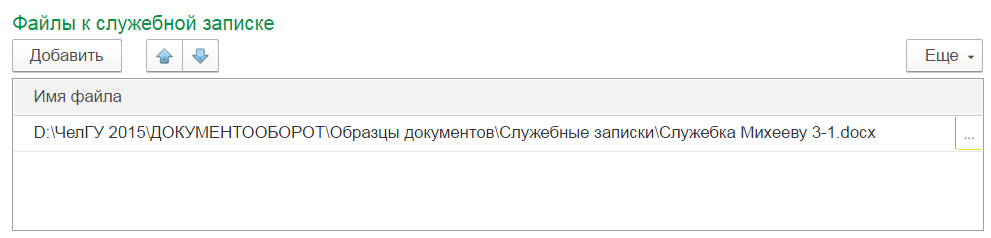 Файлы к служебной записке
Добавить
Еще
Имя файла
D:\ЧелГУ 2015\ДОКУМЕНТООБОРОТ\Образцы документов\Служебные записки\Служебка Михееву 3-1.docx
...